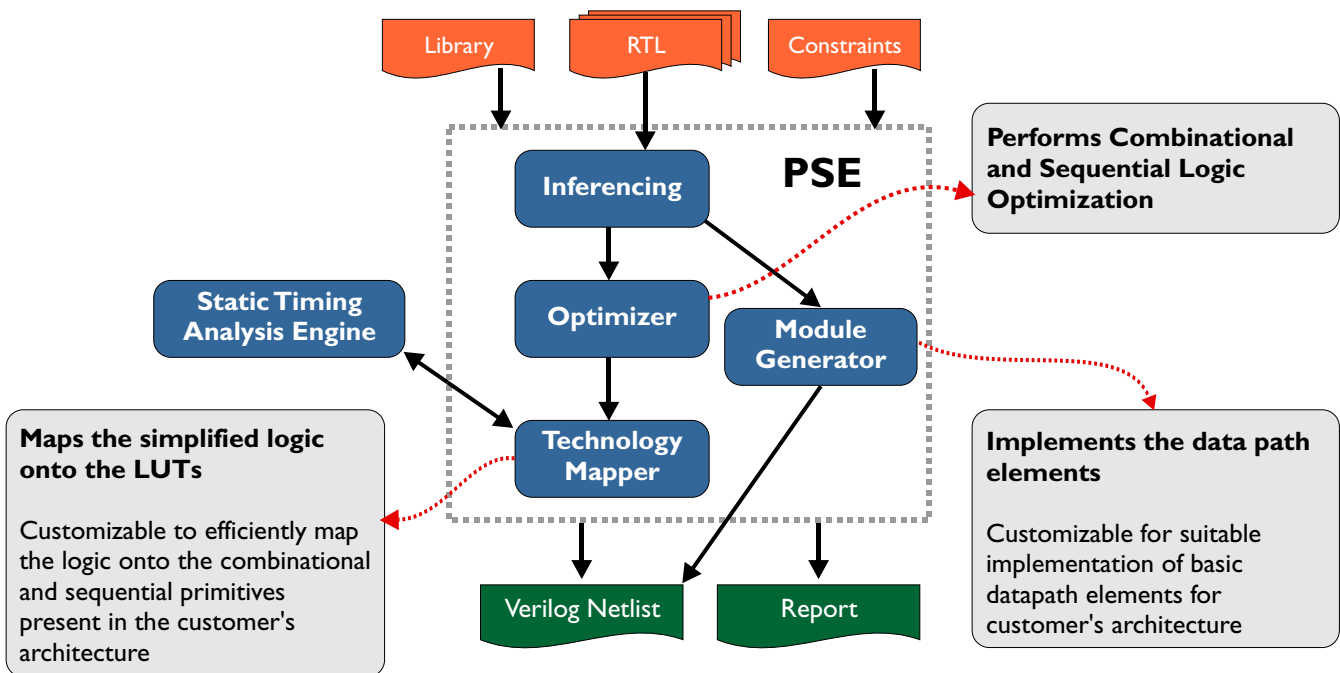 Library
RTL
Constraints
PSE
Inferencing
Performs Combinational
and Sequential Logic
Optimization
Static Timing
Analysis Engine
Optimizer
Module
Generator
Technology
Mapper
Maps the simplified logic
onto the LUTs
Customizable to efficiently map
the logic onto the combinational
and sequential primitives
present in the customer's
architecture
Implements the data path
elements
Customizable for suitable
implementation of basic
datapath elements for
customer's architecture
Verilog Netlist
Report